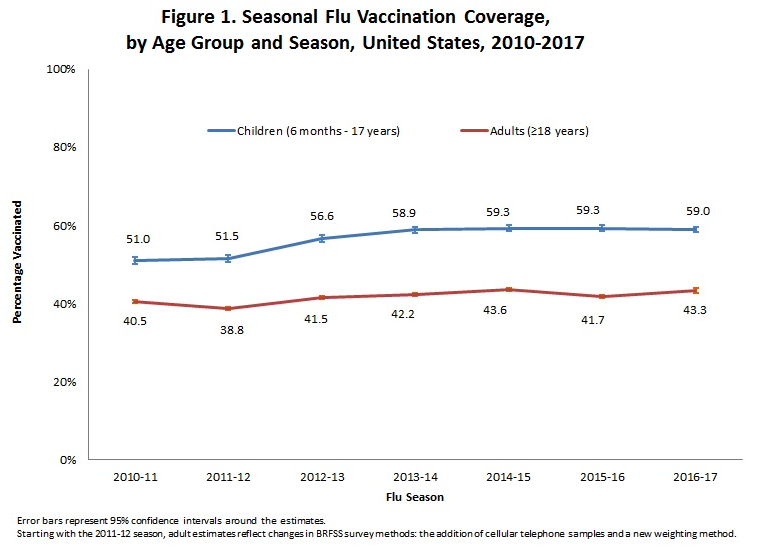 Figure 1. Seasonal Flu Vaccination Coverage,
by Age Group and Season, United States, 2010-2017
100%
Children (6 months - 17 years) Adults (≥18 years)
80%
Percentage Vaccinated
60%
51.0 51.5 56.6 58.9 59.3 59.3 59.0
40%
40.5 38.8 41.5 42.2 43.6 41.7 43.3
20%
0%
2010-11 2011-12 2012-13 2013-14 2014-15 2015-16 2016-17
Flu Season
Error bars represent 95% confidence intervals around the estimates.
Starting with the 2011-12 season, adult estimates reflect changes in BRFSS survey methods: the addition of cellular telephone samples and a new weighting method.